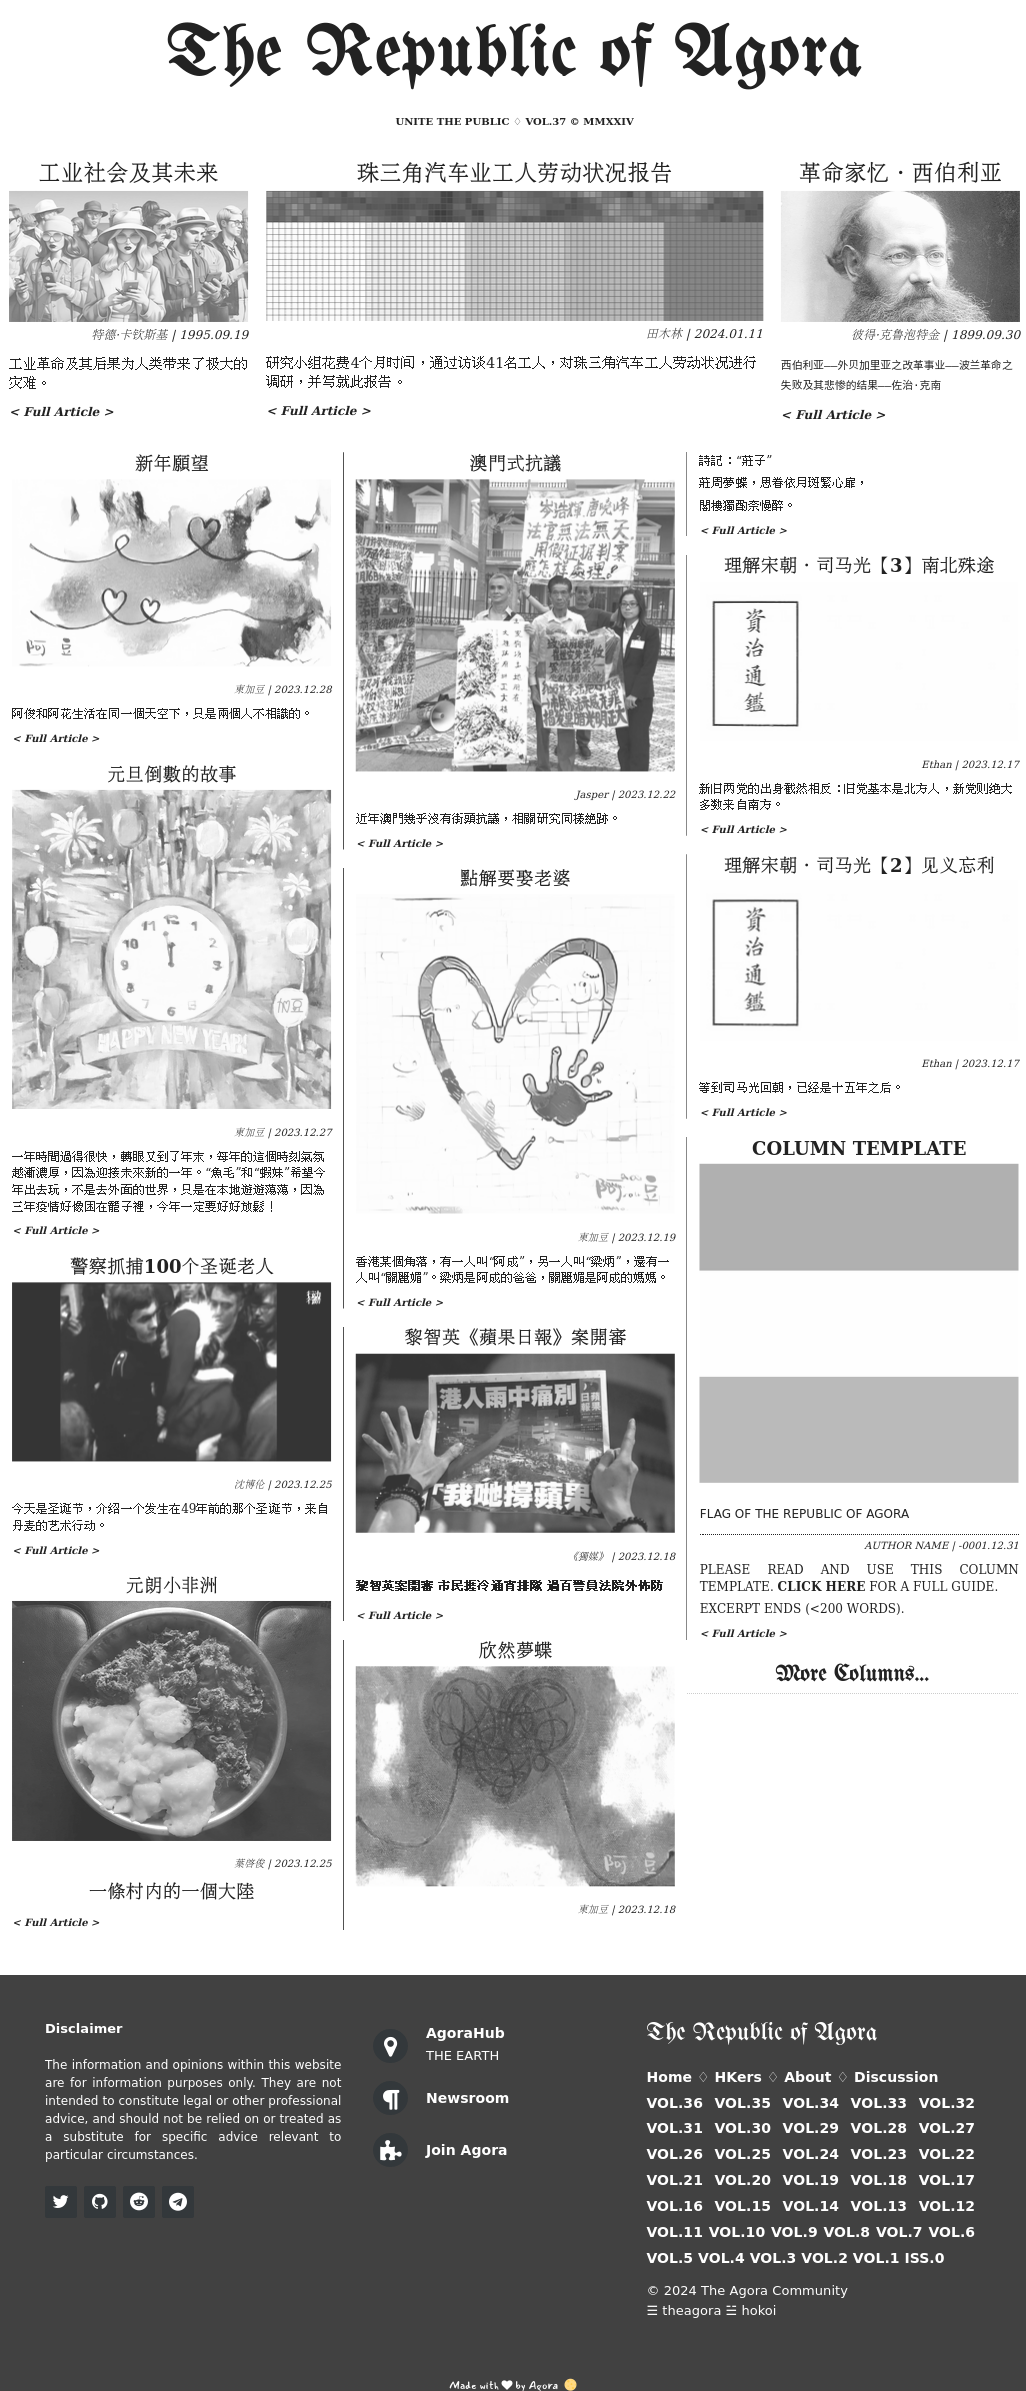 The Republic of Agora
UNITE THE PUBLIC ♢ VOL.37 © MMXXIV
工业社会及其未来
特德·卡钦斯基 | 1995.09.19
工业革命及其后果为人类带来了极大的
灾难。
< Full Article >
珠三角汽车业工人劳动状况报告
田木林 | 2024.01.11
研究小组花费4个月时间，通过访谈41名工人，对珠三角汽车工人劳动状况进行
调研，并写就此报告。
< Full Article >
革命家忆·西伯利亚
彼得·克鲁泡特金 | 1899.09.30
西伯利亚——外贝加里亚之改革事业——波兰革命之
失败及其悲惨的结果——佐治·克南
< Full Article >
新年願望
阿豆
東加豆 | 2023.12.28
阿俊和阿花生活在同一個天空下，只是兩個人不相識的。
< Full Article >
元旦倒數的故事
HAPPY NEW YEAR!
加豆
東加豆 | 2023.12.27
一年時間過得很快，轉眼又到了年末，每年的這個時刻氣氛
越漸濃厚，因為迎接未來新的一年。“魚毛”和“蝦妹”希望今
年出去玩，不是去外面的世界，只是在本地遊遊蕩蕩，因為
三年疫情好像困在籠子裡，今年一定要好好放鬆！
< Full Article >
警察抓捕100个圣诞老人
沈博伦 | 2023.12.25
今天是圣诞节，介绍一个发生在49年前的那个圣诞节，来自
丹麦的艺术行动。
< Full Article >
元朗小非洲
葉啓俊 | 2023.12.25
一條村内的一個大陸
< Full Article >
澳門式抗議
岑浩輝,唐曉峰
法官無法無天
用假証據判案
應怎樣處理!
Jasper | 2023.12.22
近年澳門幾乎沒有街頭抗議，相關研究同樣絶跡。
< Full Article >
點解要娶老婆
阿豆
東加豆 | 2023.12.19
香港某個角落，有一人叫“阿成”，另一人叫“梁炳”，還有一
人叫“關麗媚”。梁炳是阿成的爸爸，關麗媚是阿成的媽媽。
< Full Article >
黎智英《蘋果日報》案開審
港人雨中痛別
蘋果日報
「我哋撐蘋果」
《獨媒》 | 2023.12.18
黎智英案開審 市民捱冷通宵排隊 過百警員法院外佈防
< Full Article >
欣然夢蝶
阿豆
東加豆 | 2023.12.18
詩試：“莊子”
莊周夢蝶，思眷依月斑繁心扉，
閣樓獨酌奈慢醉。
< Full Article >
理解宋朝·司马光【3】南北殊途
資治通鑑
Ethan | 2023.12.17
新旧两党的出身截然相反：旧党基本是北方人，新党则绝大
多数来自南方。
< Full Article >
理解宋朝·司马光【2】见义忘利
資治通鑑
Ethan | 2023.12.17
等到司马光回朝，已经是十五年之后。
< Full Article >
COLUMN TEMPLATE
FLAG OF THE REPUBLIC OF AGORA
AUTHOR NAME | -0001.12.31
PLEASE READ AND USE THIS COLUMN
TEMPLATE. CLICK HERE FOR A FULL GUIDE.
EXCERPT ENDS (<200 WORDS).
< Full Article >
More Columns...
Disclaimer
The information and opinions within this website
are for information purposes only. They are not
intended to constitute legal or other professional
advice, and should not be relied on or treated as
a substitute for specific advice relevant to
particular circumstances.
AgoraHub
THE EARTH
Newsroom
Join Agora
The Republic of Agora
Home ♢ HKers ♢ About ♢ Discussion
VOL.36 VOL.35 VOL.34 VOL.33 VOL.32
VOL.31 VOL.30 VOL.29 VOL.28 VOL.27
VOL.26 VOL.25 VOL.24 VOL.23 VOL.22
VOL.21 VOL.20 VOL.19 VOL.18 VOL.17
VOL.16 VOL.15 VOL.14 VOL.13 VOL.12
VOL.11 VOL.10 VOL.9 VOL.8 VOL.7 VOL.6
VOL.5 VOL.4 VOL.3 VOL.2 VOL.1 ISS.0
© 2024 The Agora Community
☰ theagora ☱ hokoi
Made with ♥ by Agora